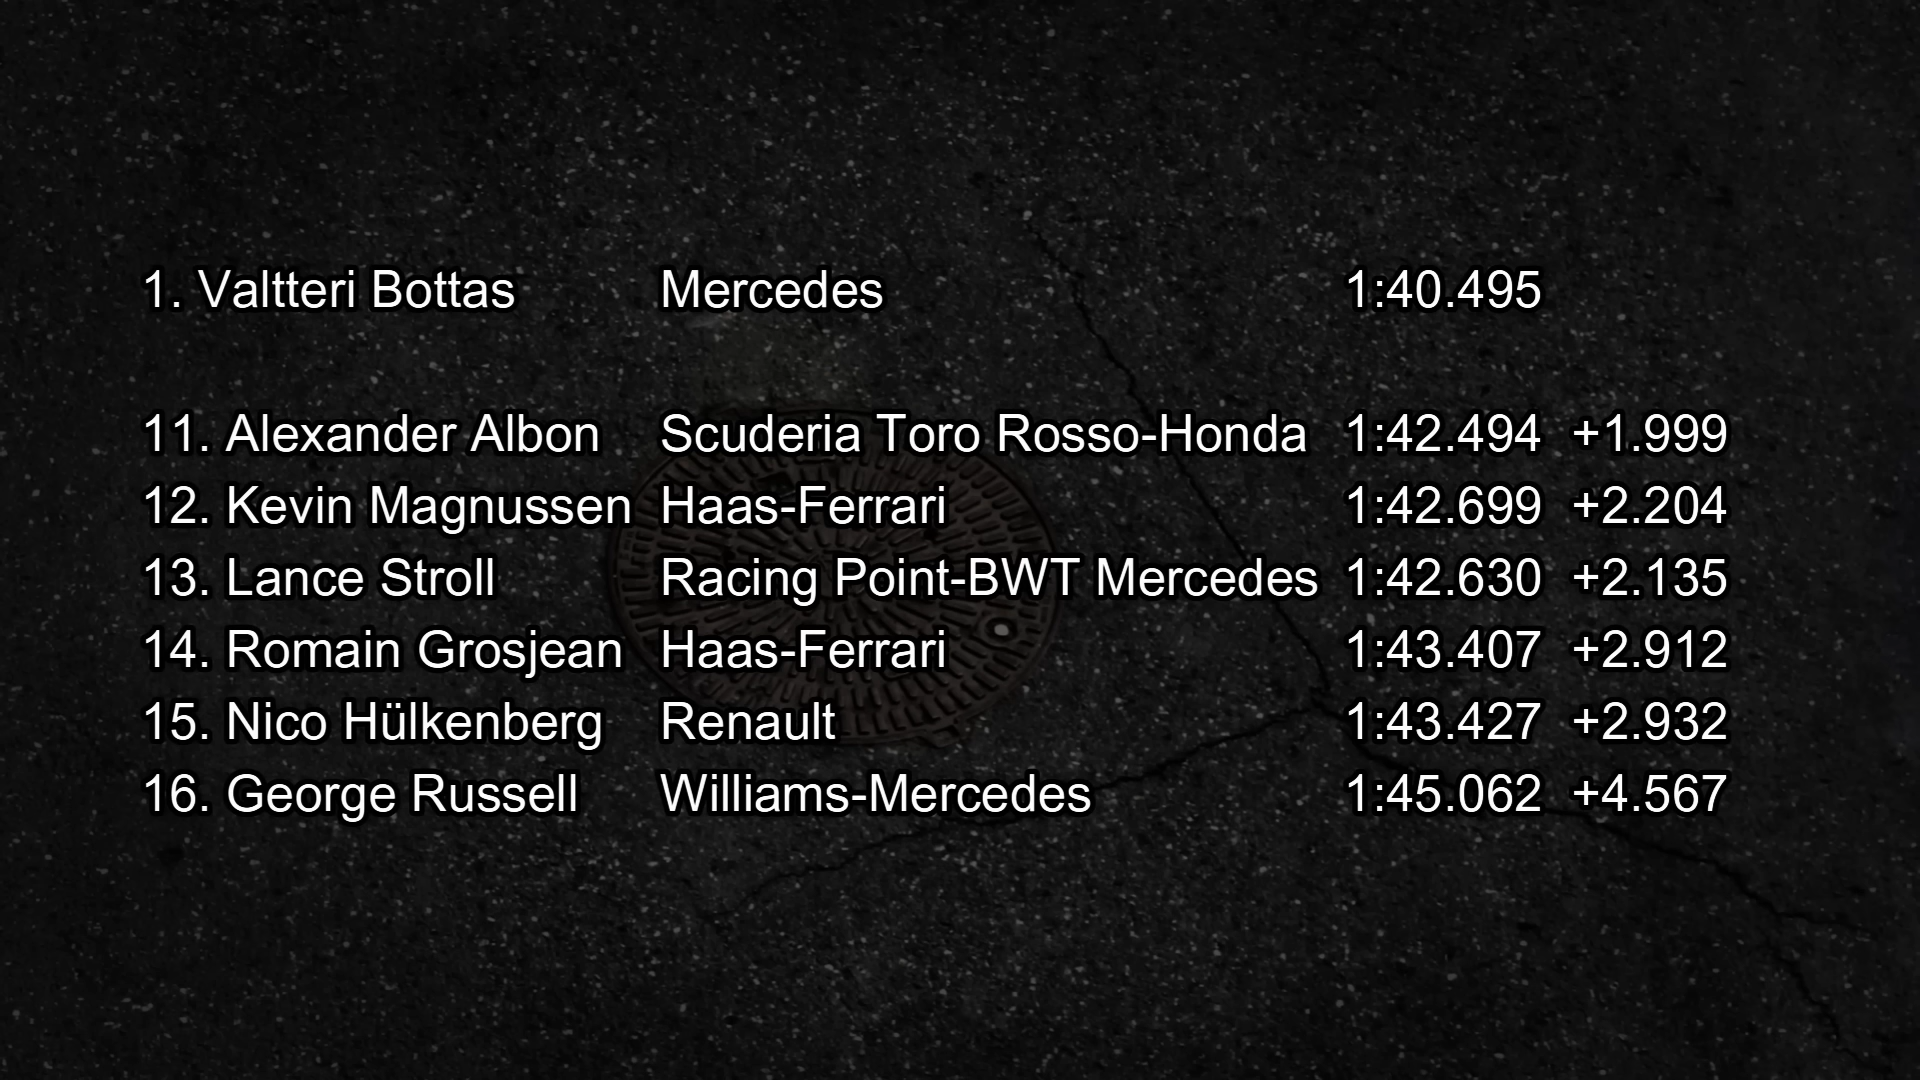 1. Valtteri Bottas Mercedes 1:40.495
11. Alexander Albon Scuderia Toro Rosso-Honda 1:42.494 +1.999
12. Kevin Magnussen Haas-Ferrari 1:42.699 +2.204
13. Lance Stroll Racing Point-BWT Mercedes 1:42.630 +2.135
14. Romain Grosjean Haas-Ferrari 1:43.407 +2.912
15. Nico Hülkenberg Renault 1:43.427 +2.932
16. George Russell Williams-Mercedes 1:45.062 +4.567